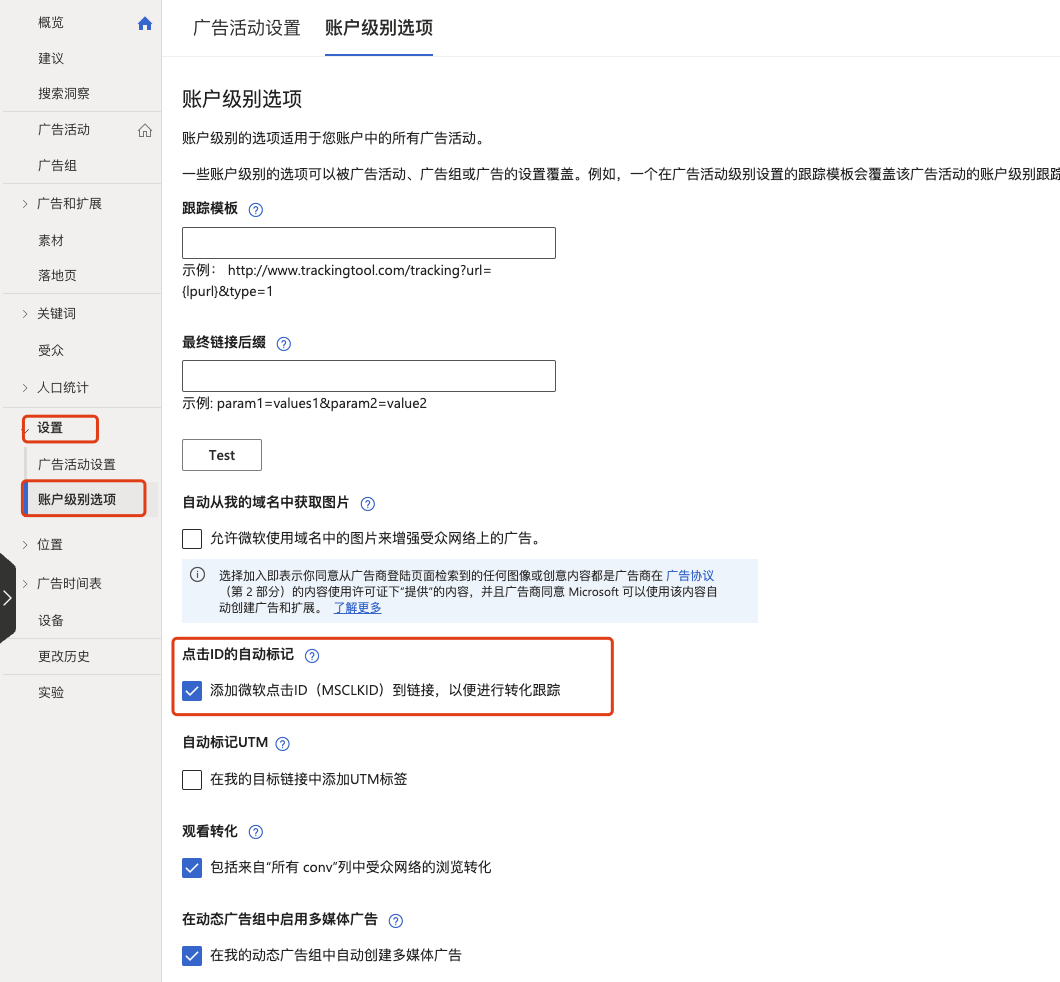 概览
建议
搜索洞察
广告活动
广告组
广告和扩展
素材
落地页
关键词
受众
人口统计
设置
广告活动设置
账户级别选项
位置
广告时间表
设备
更改历史
实验
广告活动设置
账户级别选项
账户级别选项
账户级别的选项适用于您账户中的所有广告活动。
一些账户级别的选项可以被广告活动、广告组或广告的设置覆盖。例如，一个在广告活动级别设置的跟踪模板会覆盖该广告活动的账户级别跟踪
跟踪模板
示例： http://www.trackingtool.com/tracking?url=
{lpurl}&type=1
最终链接后缀
示例: param1=values1&param2=value2
Test
自动从我的域名中获取图片
允许微软使用域名中的图片来增强受众网络上的广告。
选择加入即表示你同意从广告商登陆页面检索到的任何图像或创意内容都是广告商在 广告协议
（第 2 部分）的内容使用许可证下“提供”的内容，并且广告商同意 Microsoft 可以使用该内容自
动创建广告和扩展。 了解更多
点击ID的自动标记
添加微软点击ID（MSCLKID）到链接，以便进行转化跟踪
自动标记UTM
在我的目标链接中添加UTM标签
观看转化
包括来自“所有 conv”列中受众网络的浏览转化
在动态广告组中启用多媒体广告
在我的动态广告组中自动创建多媒体广告